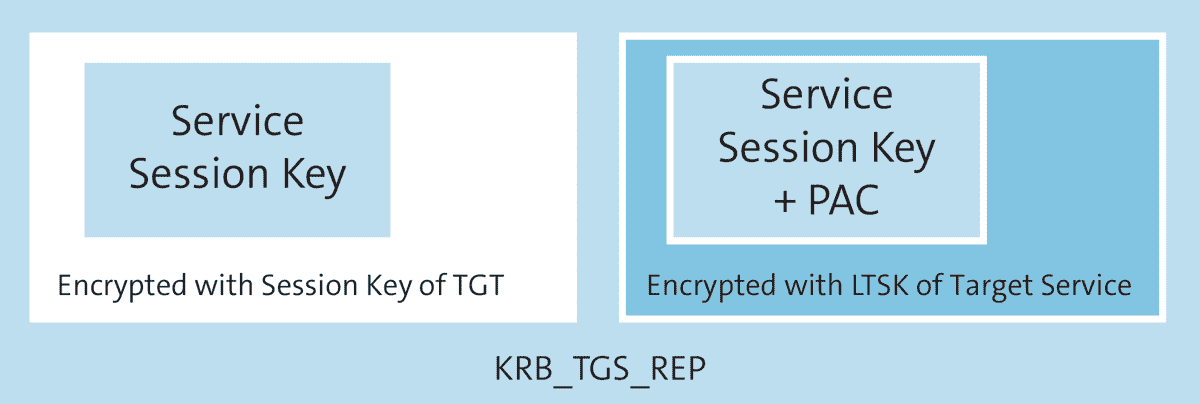 Service
Session Key
Encrypted with Session Key of TGT
Service
Session Key
+ PAC
Encrypted with LTSK of Target Service
KRB_TGS_REP